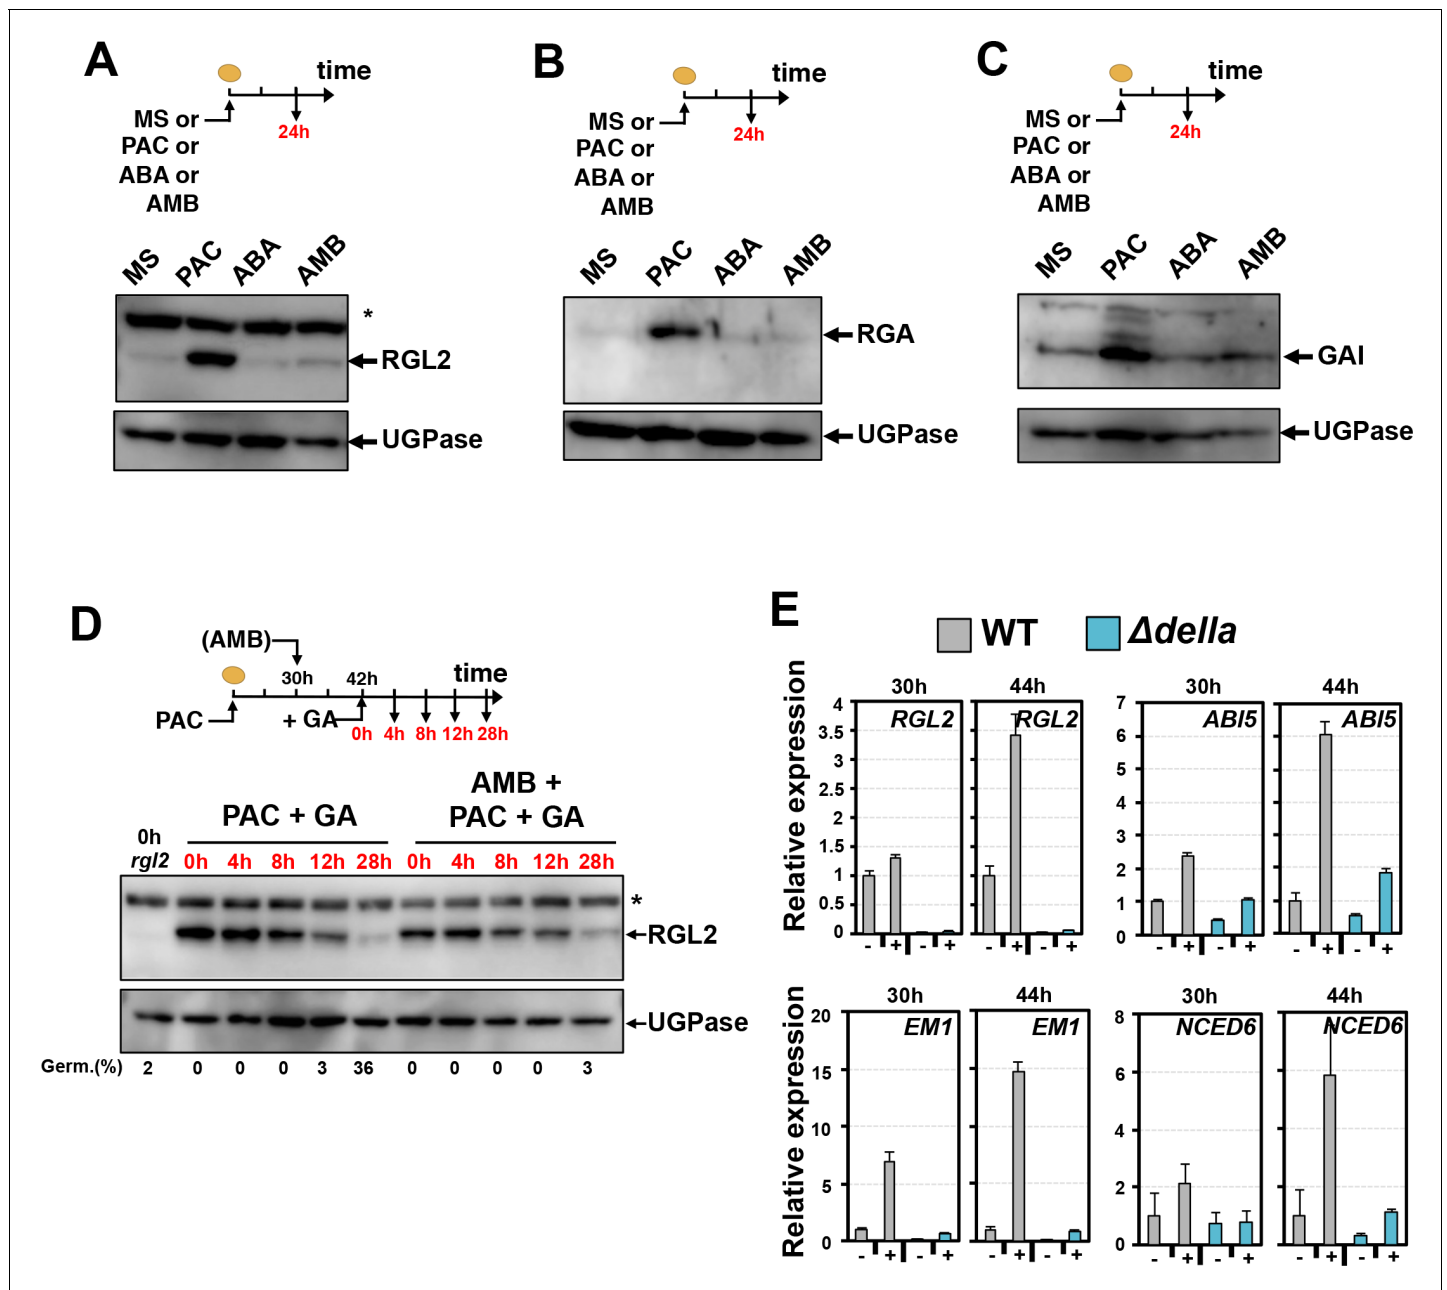 A
time
MS or
PAC or
ABA or
AMB
24h
MS PAC ABA AMB
*
RGL2
UGPase
B
time
MS or
PAC or
ABA or
AMB
24h
MS PAC ABA AMB
RGA
UGPase
C
time
MS or
PAC or
ABA or
AMB
24h
MS PAC ABA AMB
GAI
UGPase
D
(AMB)
30h 42h time
PAC + GA
0h 4h 8h 12h 28h
AMB +
PAC + GA PAC + GA
0h
rgl2 0h 4h 8h 12h 28h 0h 4h 8h 12h 28h
*
RGL2
UGPase
Germ.(%) 2 0 0 0 3 36 0 0 0 0 3
E
WT Δdella
Relative expression
30h 44h
RGL2 RGL2
4
3.5
3
2.5
2
1.5
1
0.5
0
- + - + - + - +
30h 44h
ABI5 ABI5
7
6
5
4
3
2
1
0
- + - + - + - +
Relative expression
30h 44h
EM1 EM1
20
15
10
5
0
- + - + - + - +
30h 44h
NCED6 NCED6
8
6
4
2
0
- + - + - + - +